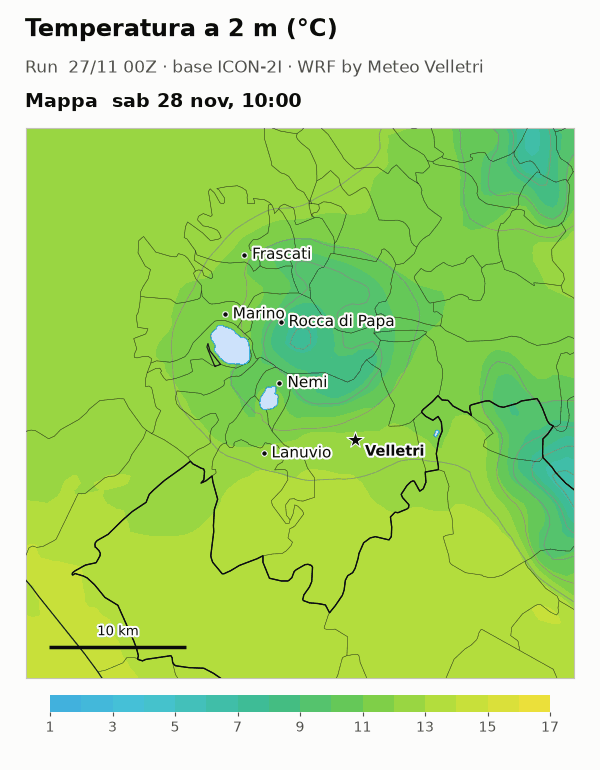 Temperatura a 2 m (°C)
Run 27/11 00Z · base ICON-2I · WRF by Meteo Velletri
Mappa sab 28 nov, 10:00
Frascati
Marino
Rocca di Papa
Nemi
Lanuvio
Velletri
10 km
1 3 5 7 9 11 13 15 17